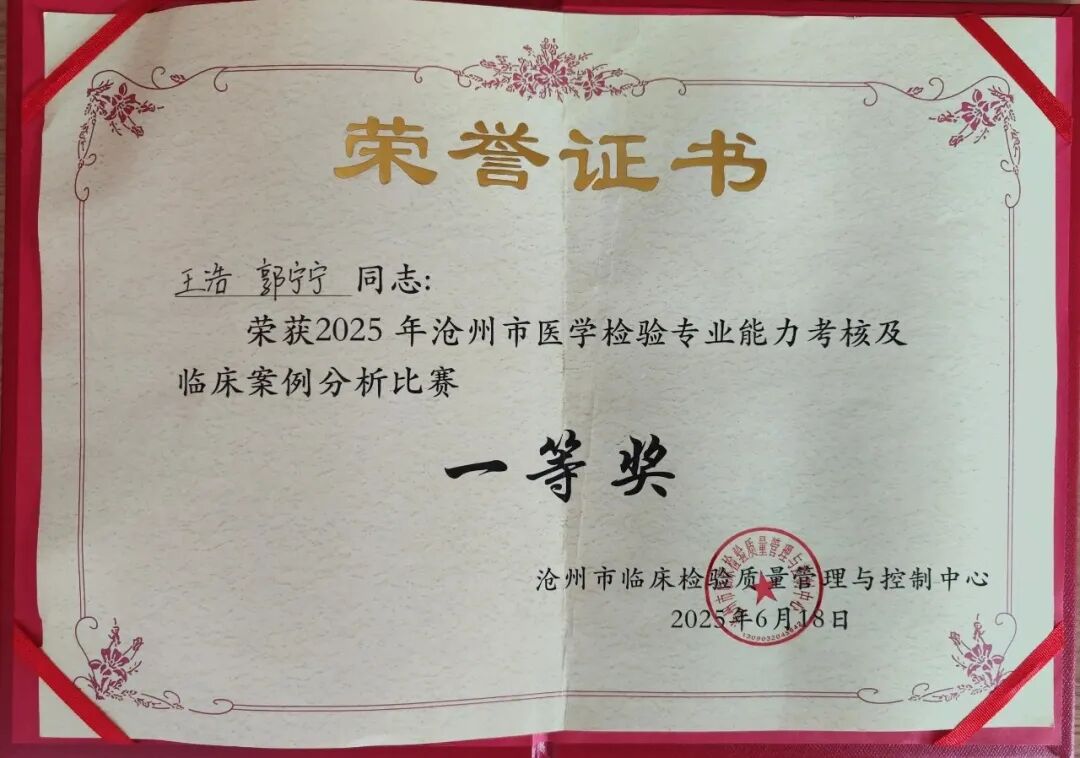 荣誉证书
王浩 郭宁宁 同志:
荣获2025 年沧州市医学检验专业能力考核及
临床案例分析比赛
一等奖
沧州市临床检验质量管理与控制中心
2025年6月18日